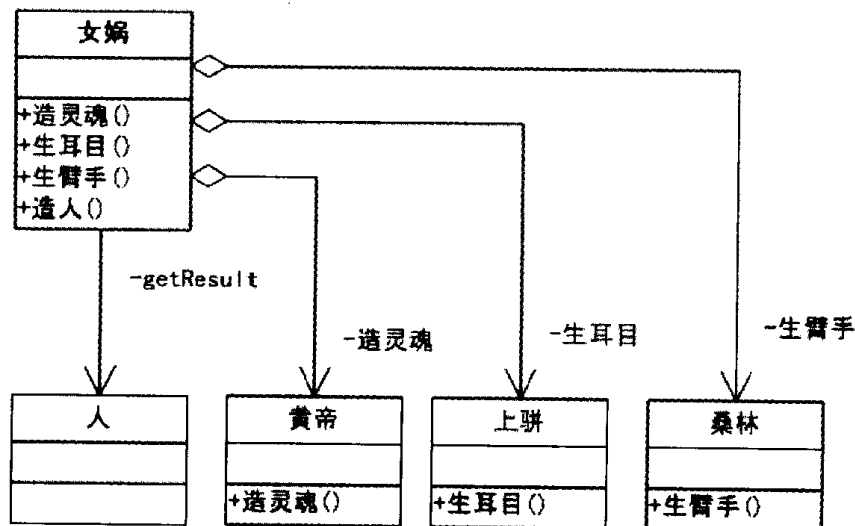 女娲
+造灵魂()
+生耳目()
+生臂手()
+造人()
-getResult
-造灵魂
-生耳目
-生臂手
人
黄帝
上骈
桑林
+造灵魂()
+生耳目()
+生臂手()